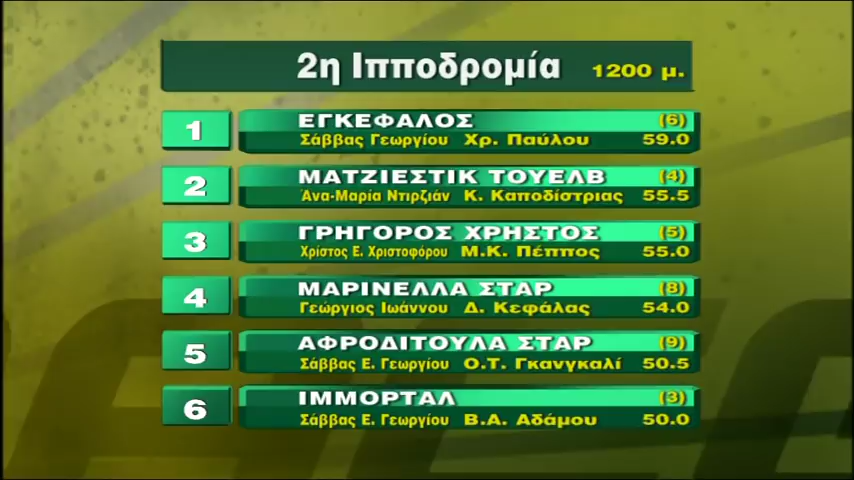 2η Ιπποδρομία 1200 μ.
1 ΕΓΚΕΦΑΛΟΣ (6)
Σάββας Γεωργίου Χρ. Παύλου 59.0
2 ΜΑΤΖΙΕΣΤΙΚ ΤΟΥΕΛΒ (4)
Άνα-Μαρία Ντιρζιάν Κ. Καποδίστριας 55.5
3 ΓΡΗΓΟΡΟΣ ΧΡΗΣΤΟΣ (5)
Χρίστος Ε. Χριστοφόρου Μ.Κ. Πέππος 55.0
4 ΜΑΡΙΝΕΛΛΑ ΣΤΑΡ (8)
Γεώργιος Ιωάννου Δ. Κεφάλας 54.0
5 ΑΦΡΟΔΙΤΟΥΛΑ ΣΤΑΡ (9)
Σάββας Ε. Γεωργίου Ο.Τ. Γκανγκαλί 50.5
6 ΙΜΜΟΡΤΑΛ (3)
Σάββας Ε. Γεωργίου Β.Α. Αδάμου 50.0